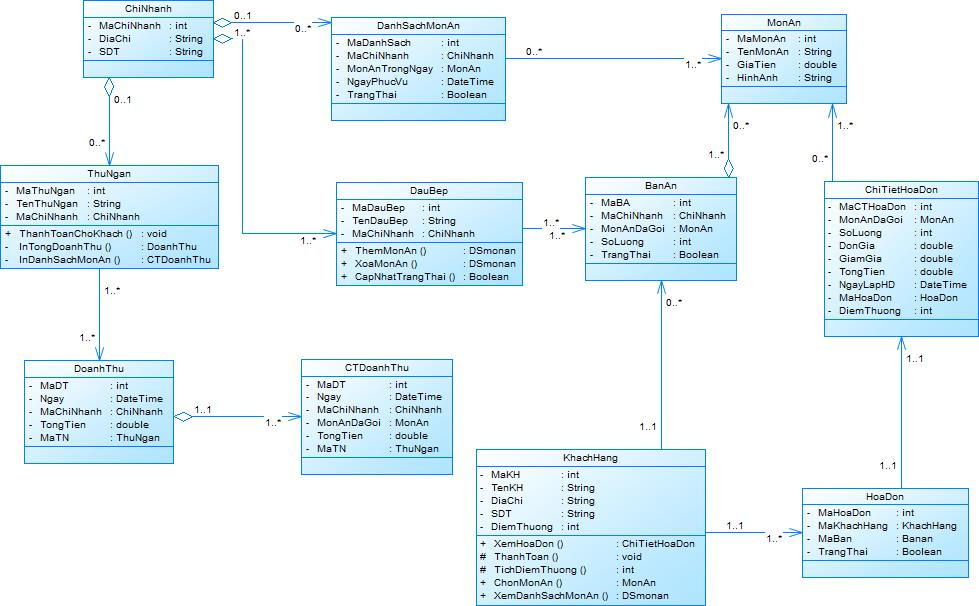 ChiNhanh
- MaChiNhanh : int
- DiaChi : String
- SDT : String
0..1
0..*
1..*
1..*
0..1
0..*
DanhSachMonAn
- MaDanhSach : int
- MaChiNhanh : ChiNhanh
- MonAnTrongNgay : MonAn
- NgayPhucVu : DateTime
- TrangThai : Boolean
0..*
1..*
MonAn
- MaMonAn : int
- TenMonAn : String
- GiaTien : double
- HinhAnh : String
0..*
1..*
1..*
0..*
ThuNgan
- MaThuNgan : int
- TenThuNgan : String
- MaChiNhanh : ChiNhanh
+ ThanhToanChoKhach () : void
- InTongDoanhThu () : DoanhThu
- InDanhSachMonAn () : CTDoanhThu
1..*
1..*
DauBep
- MaDauBep : int
- TenDauBep : String
- MaChiNhanh : ChiNhanh
+ ThemMonAn () : DSmonan
+ XoaMonAn () : DSmonan
+ CapNhatTrangThai () : Boolean
1..*
1..*
BanAn
- MaBA : int
- MaChiNhanh : ChiNhanh
- MonAnDaGoi : MonAn
- SoLuong : int
- TrangThai : Boolean
0..*
1..1
ChiTietHoaDon
- MaCTHoaDon : int
- MonAnDaGoi : MonAn
- SoLuong : int
- DonGia : double
- GiamGia : double
- TongTien : double
- NgayLapHD : DateTime
- MaHoaDon : HoaDon
- DiemThuong : int
1..1
1..1
DoanhThu
- MaDT : int
- Ngay : DateTime
- MaChiNhanh : ChiNhanh
- TongTien : double
- MaTN : ThuNgan
1..1
1..*
CTDoanhThu
- MaDT : int
- Ngay : DateTime
- MaChiNhanh : ChiNhanh
- MonAnDaGoi : MonAn
- TongTien : double
- MaTN : ThuNgan
KhachHang
- MaKH : int
- TenKH : String
- DiaChi : String
- SDT : String
- DiemThuong : int
+ XemHoaDon () : ChiTietHoaDon
# ThanhToan () : void
# TichDiemThuong () : int
+ ChonMonAn () : MonAn
+ XemDanhSachMonAn () : DSmonan
1..1
1..*
HoaDon
- MaHoaDon : int
- MaKhachHang : KhachHang
- MaBan : Banan
- TrangThai : Boolean